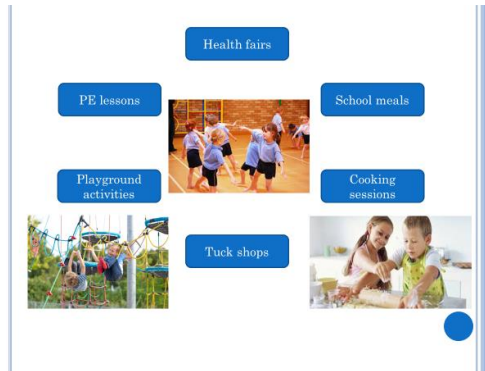 Health fairs
PE lessons
School meals
Playground
activities
Cooking
sessions
Tuck shops